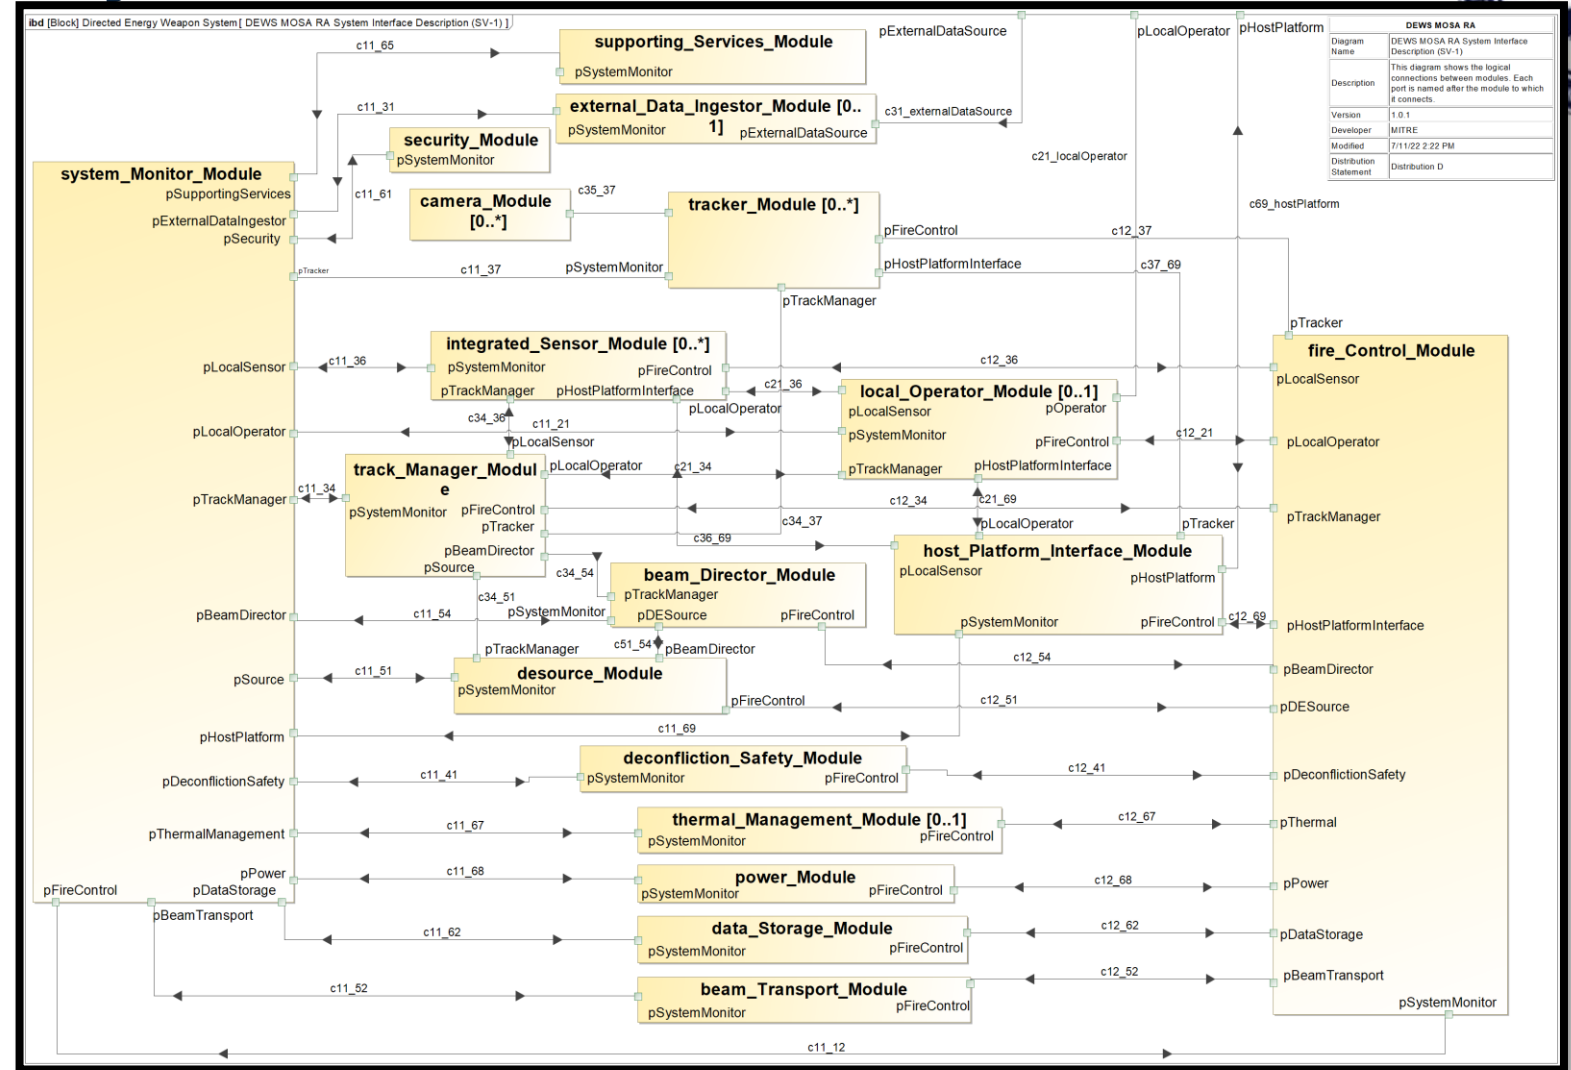 ibd [Block] Directed Energy Weapon System [ DEWS MOSA RA System Interface Description (SV-1) ]
DEWS MOSA RA
Diagram Name
DEWS MOSA RA System Interface
Description (SV-1)
Description
This diagram shows the logical
connections between modules. Each
port is named after the module to which
it connects.
Version
1.0.1
Developer
MITRE
Modified
7/11/22 2:22 PM
Distribution
Statement
Distribution D
pExternalDataSource
pLocalOperator
pHostPlatform
c11_65
supporting_Services_Module
pSystemMonitor
c11_31
external_Data_Ingestor_Module [0..
1]
pSystemMonitor
pExternalDataSource
c31_externalDataSource
security_Module
pSystemMonitor
c21_localOperator
c11_61
c69_hostPlatform
system_Monitor_Module
pSupportingServices
pExternalDataIngestor
pSecurity
pTracker
pLocalSensor
pLocalOperator
pTrackManager
pBeamDirector
pSource
pHostPlatform
pDeconflictionSafety
pThermalManagement
pPower
pDataStorage
pFireControl
pBeamTransport
camera_Module
[0..*]
c35_37
tracker_Module [0..*]
pFireControl
pHostPlatformInterface
pSystemMonitor
pTrackManager
c12_37
c37_69
c11_37
integrated_Sensor_Module [0..*]
pSystemMonitor
pFireControl
pTrackManager
pHostPlatformInterface
pLocalOperator
c11_36
c12_36
c21_36
c34_36
c11_21
local_Operator_Module [0..1]
pLocalSensor
pOperator
pSystemMonitor
pFireControl
pTrackManager
pHostPlatformInterface
c12_21
c21_34
c21_69
track_Manager_Modul
e
pLocalSensor
pLocalOperator
pSystemMonitor
pFireControl
pTracker
pBeamDirector
pSource
c11_34
c12_34
c34_37
c36_69
c34_54
c34_51
host_Platform_Interface_Module
pLocalOperator
pTracker
pLocalSensor
pHostPlatform
pSystemMonitor
pFireControl
c12_69
beam_Director_Module
pTrackManager
pSystemMonitor
pDESource
pFireControl
c11_54
c51_54
c12_54
desource_Module
pTrackManager
pBeamDirector
pSystemMonitor
pFireControl
c11_51
c12_51
c11_69
deconfliction_Safety_Module
pSystemMonitor
pFireControl
c11_41
c12_41
thermal_Management_Module [0..1]
pSystemMonitor
pFireControl
c11_67
c12_67
power_Module
pSystemMonitor
pFireControl
c11_68
c12_68
data_Storage_Module
pSystemMonitor
pFireControl
c11_62
c12_62
beam_Transport_Module
pSystemMonitor
pFireControl
c11_52
c12_52
c11_12
pTracker
fire_Control_Module
pLocalSensor
pLocalOperator
pTrackManager
pHostPlatformInterface
pBeamDirector
pDESource
pDeconflictionSafety
pThermal
pPower
pDataStorage
pBeamTransport
pSystemMonitor